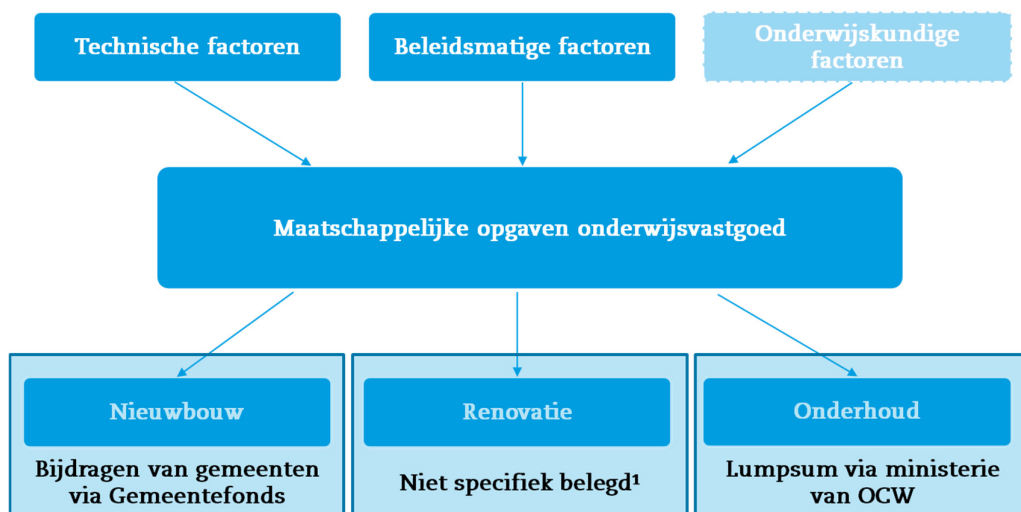 Technische factoren
Beleidsmatige factoren
Onderwijskundige
factoren
Maatschappelijke opgaven onderwijsvastgoed
Nieuwbouw
Bijdragen van gemeenten
via Gemeentefonds
Renovatie
Niet specifiek belegd¹
Onderhoud
Lumpsum via ministerie
van OCW